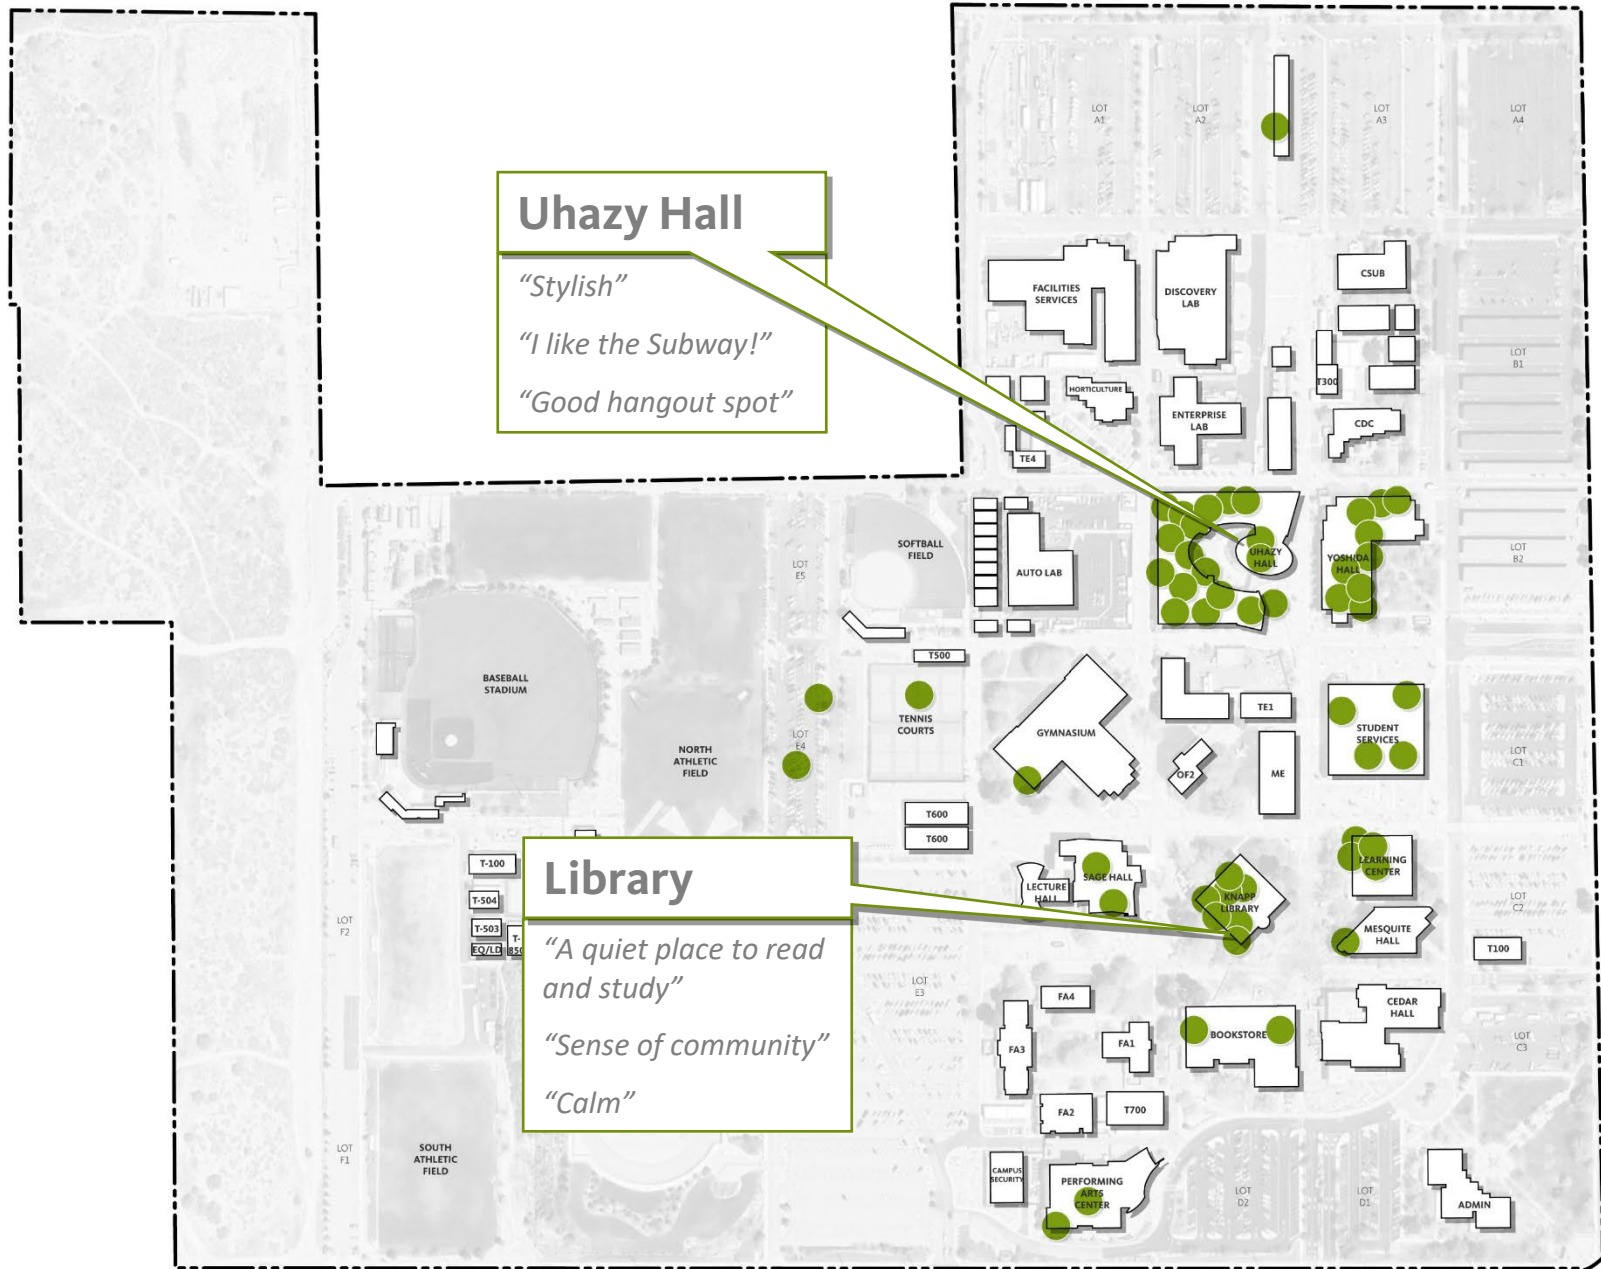 LOT
A1
LOT
A2
LOT
A3
LOT
A4
Uhazy Hall
“Stylish”
“I like the Subway!”
“Good hangout spot”
FACILITIES
SERVICES
DISCOVERY
LAB
CSUB
LOT
B1
HORTICULTURE
T300
ENTERPRISE
LAB
CDC
TE4
SOFTBALL
FIELD
AUTO LAB
UHAZY
HALL
YOSHIDA
HALL
LOT
B2
LOT
E5
T500
BASEBALL
STADIUM
TENNIS
COURTS
GYMNASIUM
TE1
STUDENT
SERVICES
NORTH
ATHLETIC
FIELD
LOT
E4
OF2
ME
LOT
C1
T600
T600
T-100
T-504
T-503
EQ/LD
T-
850
LOT
F2
Library
“A quiet place to read
and study”
“Sense of community”
“Calm”
LECTURE
HALL
SAGE HALL
KNAPP
LIBRARY
LEARNING
CENTER
MESQUITE
HALL
LOT
C2
T100
LOT
E3
FA4
FA3
FA1
BOOKSTORE
CEDAR
HALL
LOT
C3
FA2
T700
LOT
F1
SOUTH
ATHLETIC
FIELD
CAMPUS
SECURITY
PERFORMING
ARTS
CENTER
LOT
D2
LOT
D1
ADMIN